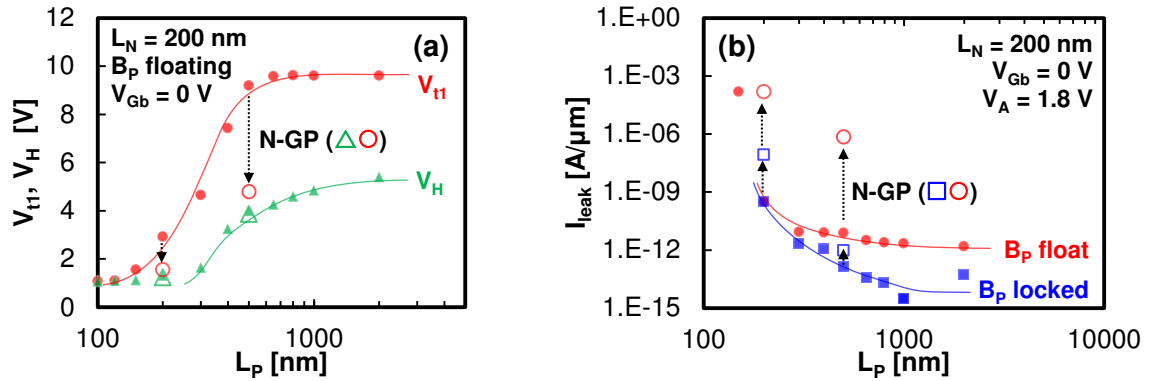 (a)
L_N = 200 nm
B_P floating
V_Gb = 0 V
V_t1
N-GP (△○)
V_H
V_t1, V_H [V]
12
10
8
6
4
2
0
100
1000
L_P [nm]
(b)
L_N = 200 nm
V_Gb = 0 V
V_A = 1.8 V
N-GP (□○)
B_P float
B_P locked
I_leak [A/μm]
1.E+00
1.E-03
1.E-06
1.E-09
1.E-12
1.E-15
100
1000
10000
L_P [nm]